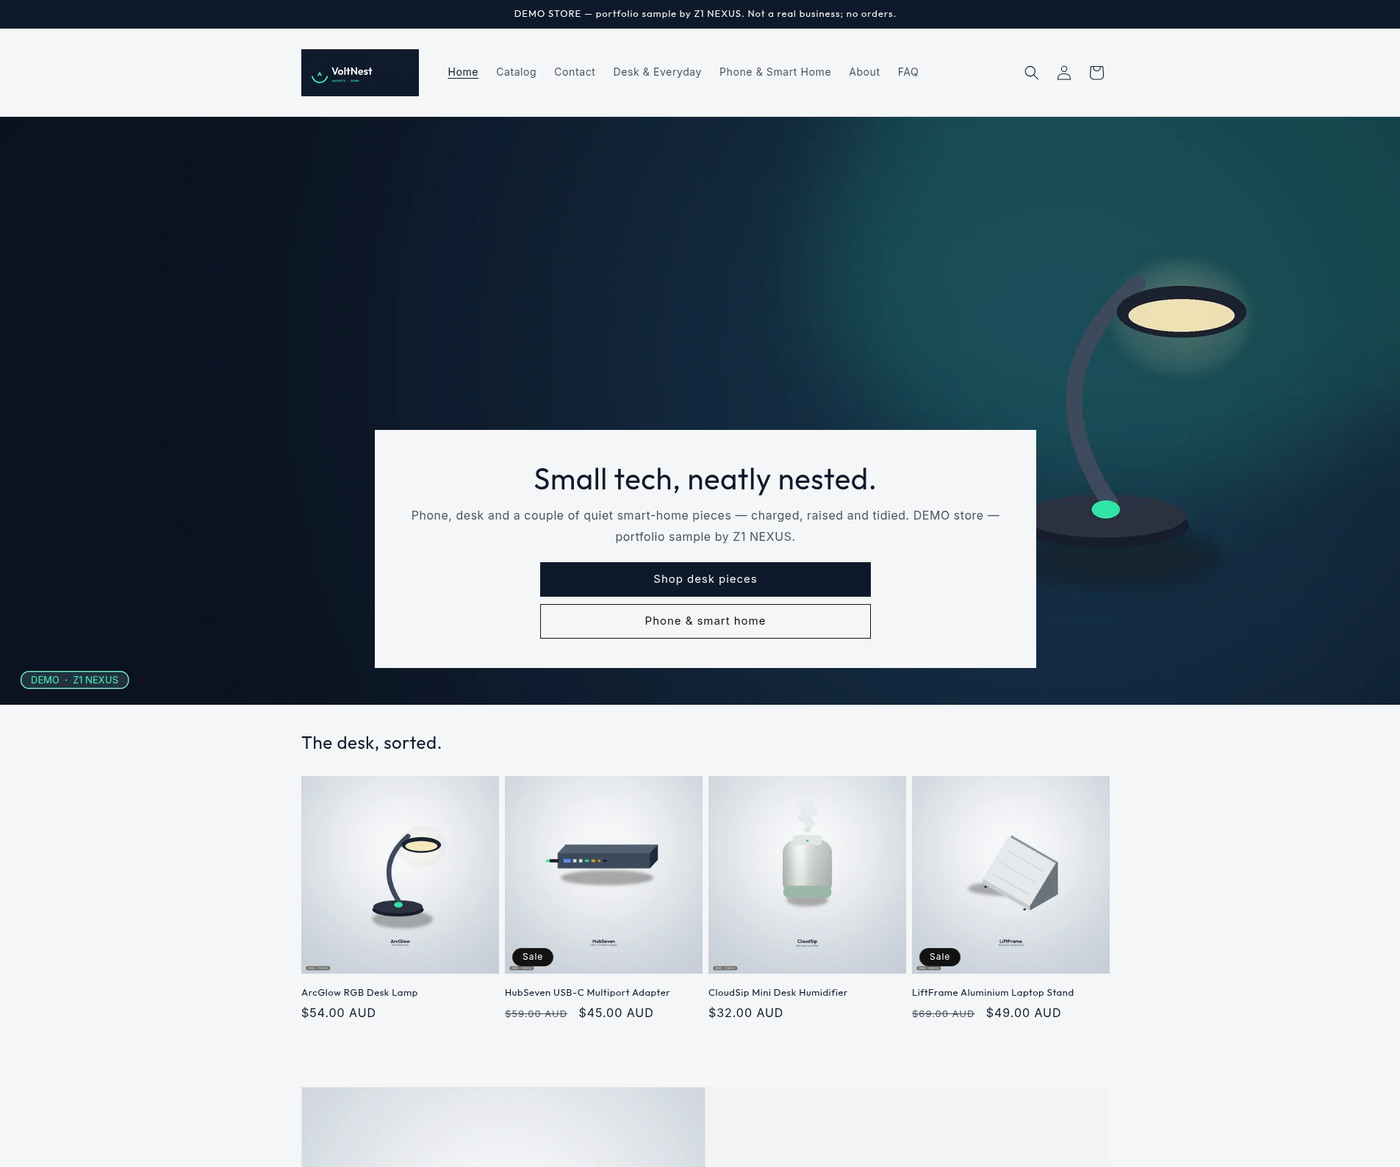 DEMO STORE — portfolio sample by Z1 NEXUS. Not a real business; no orders.
VoltNest
Home
Catalog
Contact
Desk & Everyday
Phone & Smart Home
About
FAQ
Small tech, neatly nested.
Phone, desk and a couple of quiet smart-home pieces — charged, raised and tidied. DEMO store —
portfolio sample by Z1 NEXUS.
Shop desk pieces
Phone & smart home
DEMO · Z1 NEXUS
The desk, sorted.
ArcGlow
HubSeven
CloudSip
LiftFrame
Sale
Sale
ArcGlow RGB Desk Lamp
$54.00 AUD
HubSeven USB-C Multiport Adapter
$59.00 AUD $45.00 AUD
CloudSip Mini Desk Humidifier
$32.00 AUD
LiftFrame Aluminium Laptop Stand
$69.00 AUD $49.00 AUD